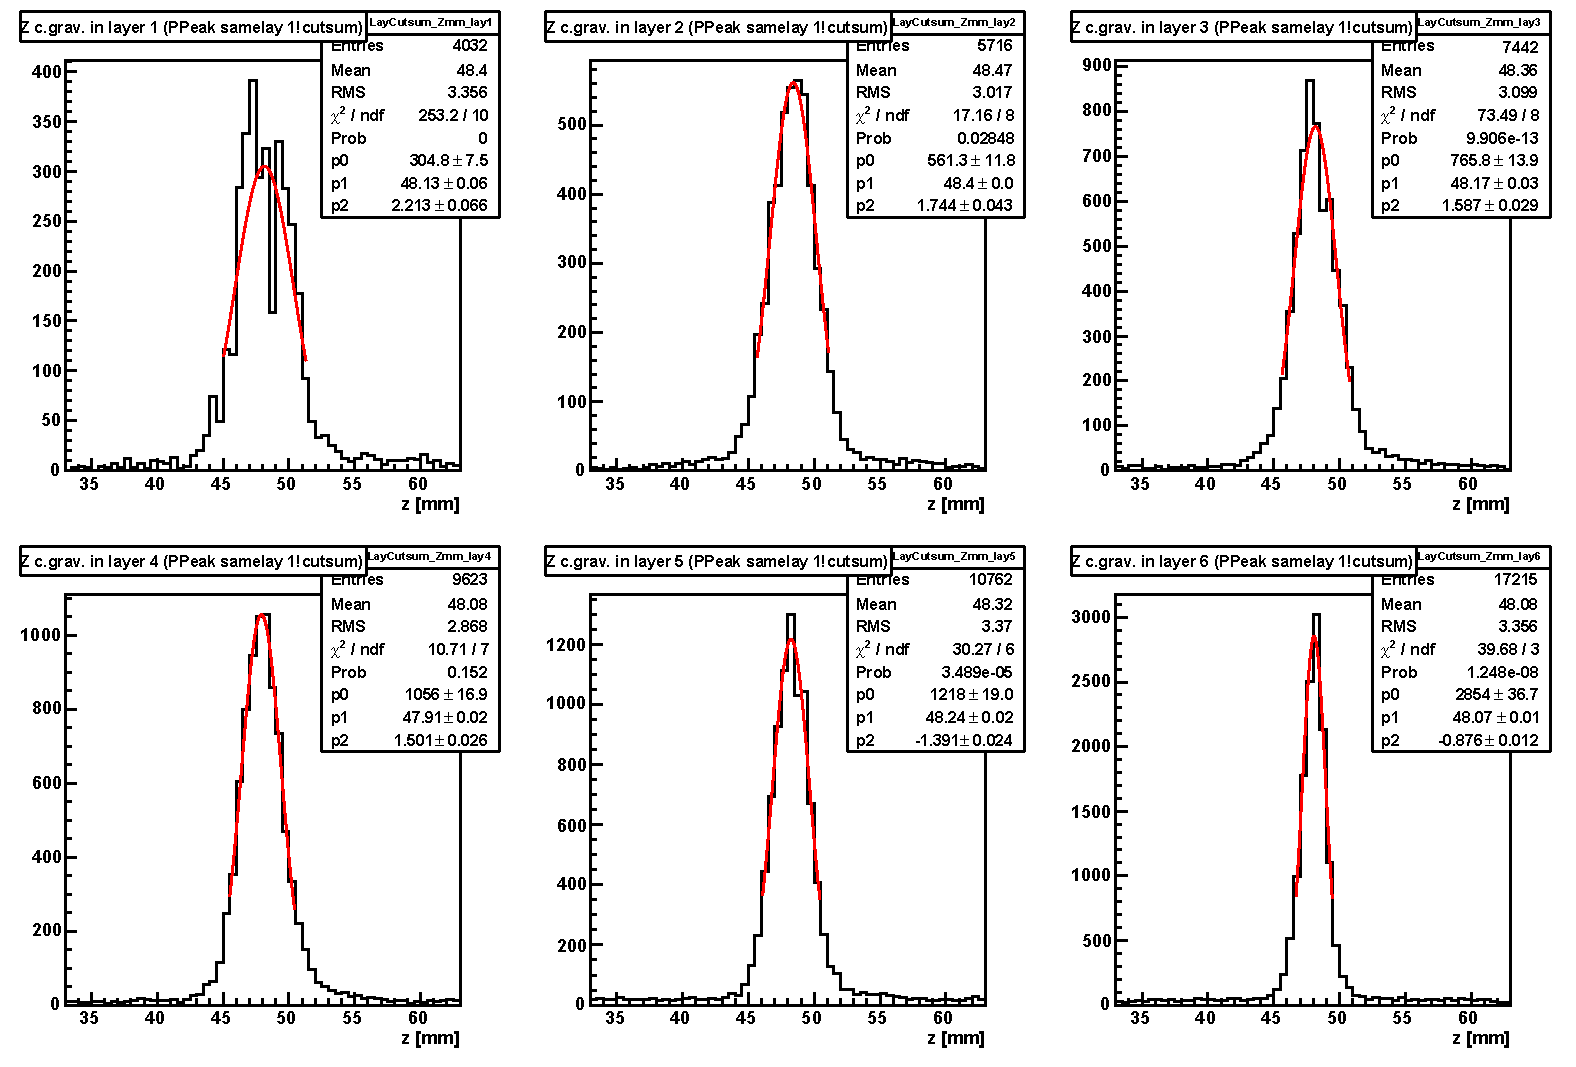 Z c.grav. in layer 1 (PPeak samelay 1!cutsum)
LayCutsum_Zmm_lay1
Entries 4032
Mean 48.4
RMS 3.356
χ² / ndf 253.2 / 10
Prob 0
p0 304.8 ± 7.5
p1 48.13 ± 0.06
p2 2.213 ± 0.066
400
350
300
250
200
150
100
50
0
35 40 45 50 55 60
z [mm]
Z c.grav. in layer 2 (PPeak samelay 1!cutsum)
LayCutsum_Zmm_lay2
Entries 5716
Mean 48.47
RMS 3.017
χ² / ndf 17.16 / 8
Prob 0.02848
p0 561.3 ± 11.8
p1 48.4 ± 0.0
p2 1.744 ± 0.043
500
400
300
200
100
0
35 40 45 50 55 60
z [mm]
Z c.grav. in layer 3 (PPeak samelay 1!cutsum)
LayCutsum_Zmm_lay3
Entries 7442
Mean 48.36
RMS 3.099
χ² / ndf 73.49 / 8
Prob 9.906e-13
p0 765.8 ± 13.9
p1 48.17 ± 0.03
p2 1.587 ± 0.029
900
800
700
600
500
400
300
200
100
0
35 40 45 50 55 60
z [mm]
Z c.grav. in layer 4 (PPeak samelay 1!cutsum)
LayCutsum_Zmm_lay4
Entries 9623
Mean 48.08
RMS 2.868
χ² / ndf 10.71 / 7
Prob 0.152
p0 1056 ± 16.9
p1 47.91 ± 0.02
p2 1.501 ± 0.026
1000
800
600
400
200
0
35 40 45 50 55 60
z [mm]
Z c.grav. in layer 5 (PPeak samelay 1!cutsum)
LayCutsum_Zmm_lay5
Entries 10762
Mean 48.32
RMS 3.37
χ² / ndf 30.27 / 6
Prob 3.489e-05
p0 1218 ± 19.0
p1 48.24 ± 0.02
p2 -1.391 ± 0.024
1200
1000
800
600
400
200
0
35 40 45 50 55 60
z [mm]
Z c.grav. in layer 6 (PPeak samelay 1!cutsum)
LayCutsum_Zmm_lay6
Entries 17215
Mean 48.08
RMS 3.356
χ² / ndf 39.68 / 3
Prob 1.248e-08
p0 2854 ± 36.7
p1 48.07 ± 0.01
p2 -0.876 ± 0.012
3000
2500
2000
1500
1000
500
0
35 40 45 50 55 60
z [mm]